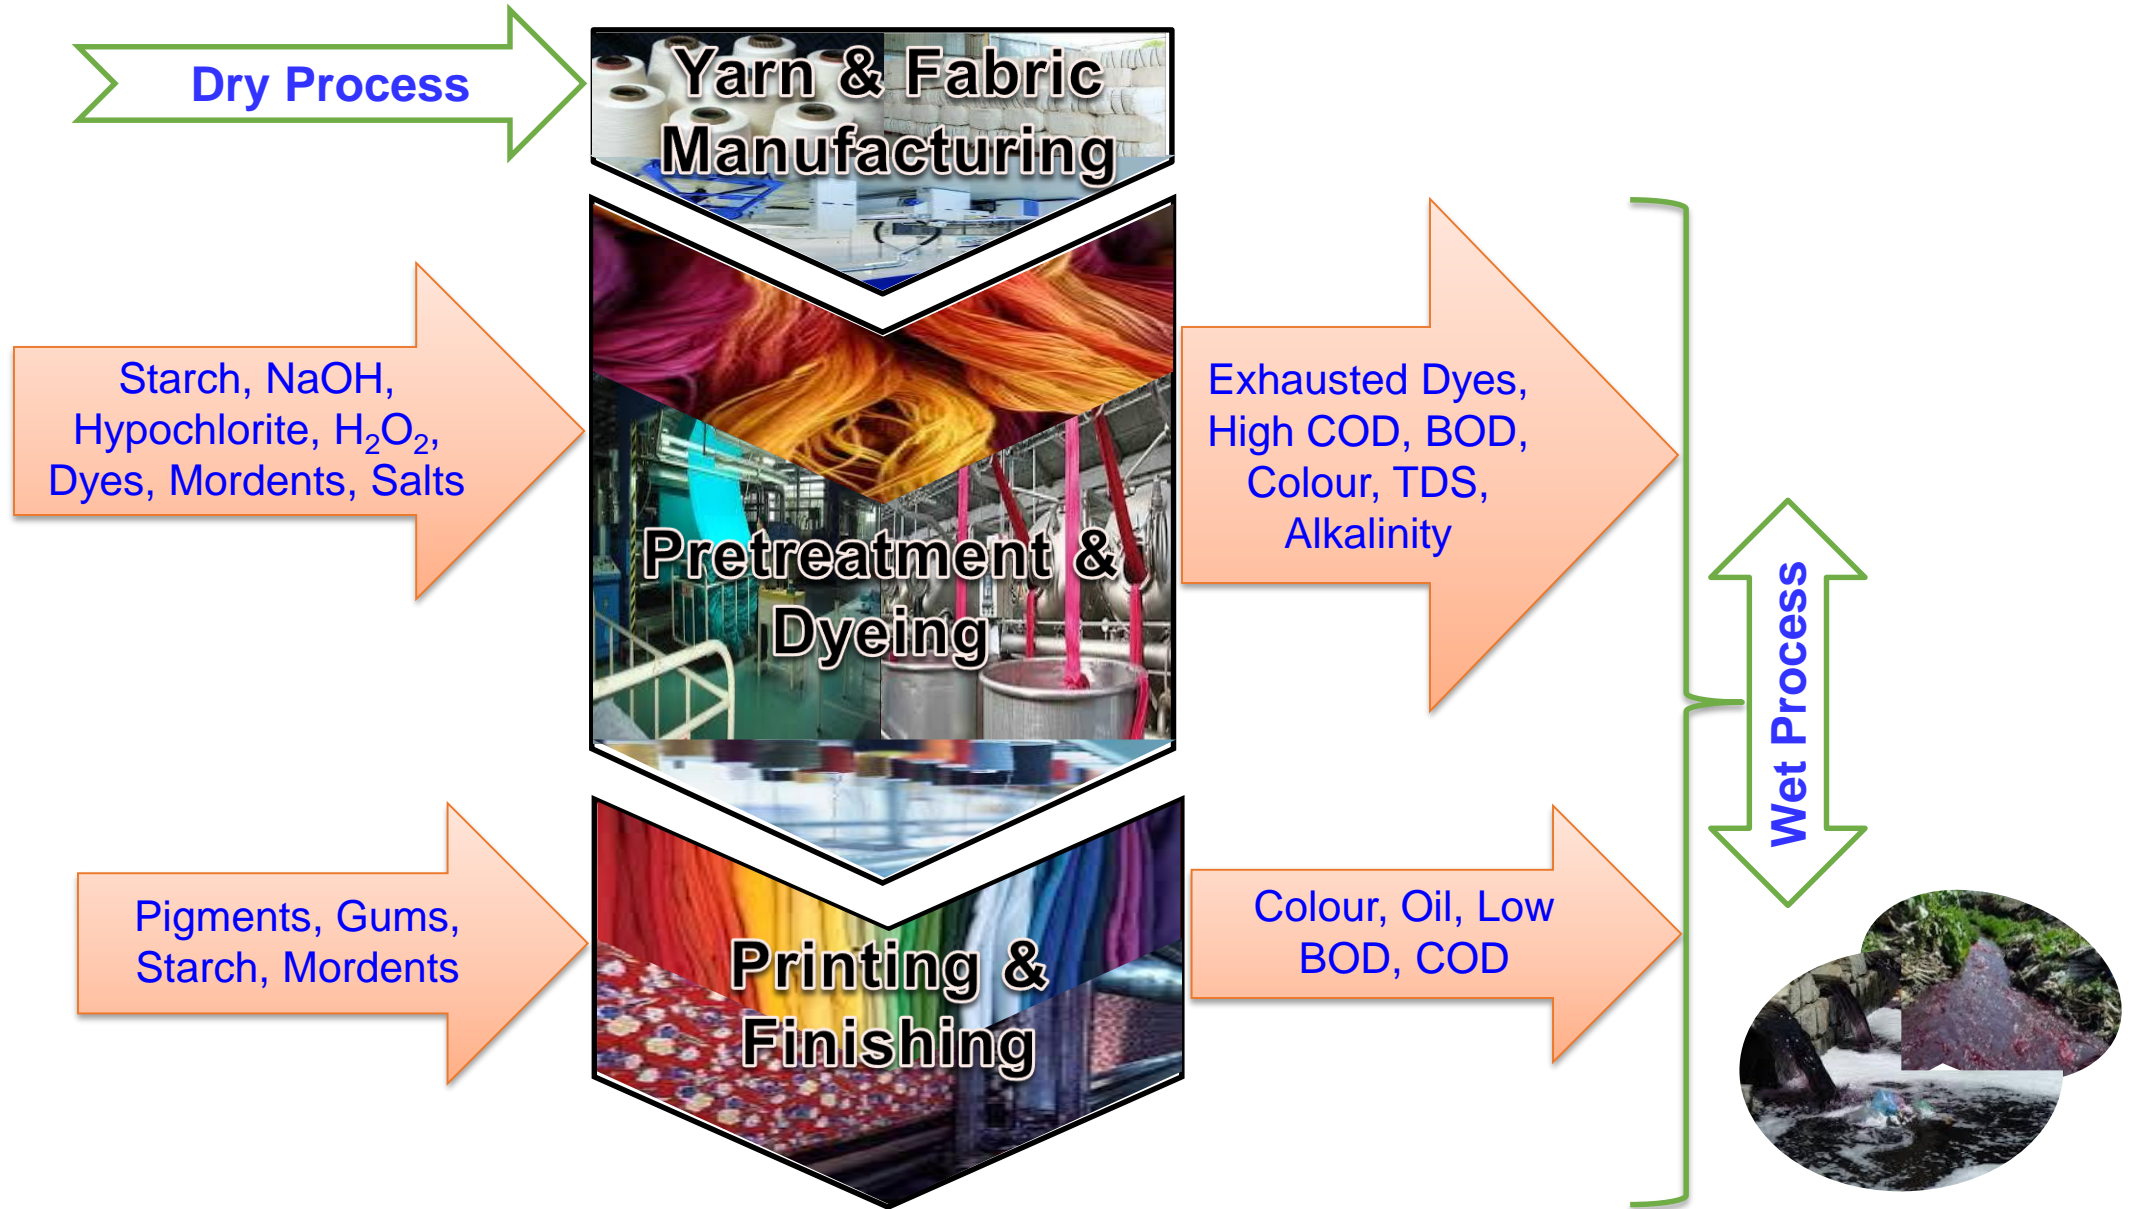 Dry Process
Yarn & Fabric
Manufacturing
Starch, NaOH,
Hypochlorite, H₂O₂,
Dyes, Mordents, Salts
Pretreatment &
Dyeing
Exhausted Dyes,
High COD, BOD,
Colour, TDS,
Alkalinity
Wet Process
Pigments, Gums,
Starch, Mordents
Printing &
Finishing
Colour, Oil, Low
BOD, COD